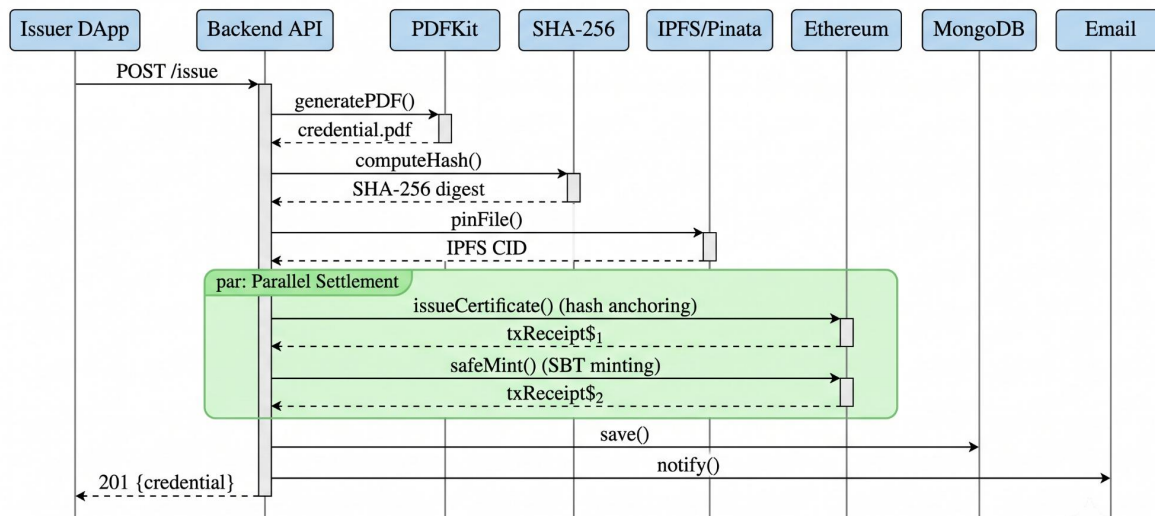 Issuer DApp
Backend API
PDFKit
SHA-256
IPFS/Pinata
Ethereum
MongoDB
Email
POST /issue
generatePDF()
credential.pdf
computeHash()
SHA-256 digest
pinFile()
IPFS CID
par: Parallel Settlement
issueCertificate() (hash anchoring)
txReceipt$₁
safeMint() (SBT minting)
txReceipt$₂
save()
notify()
201 {credential}